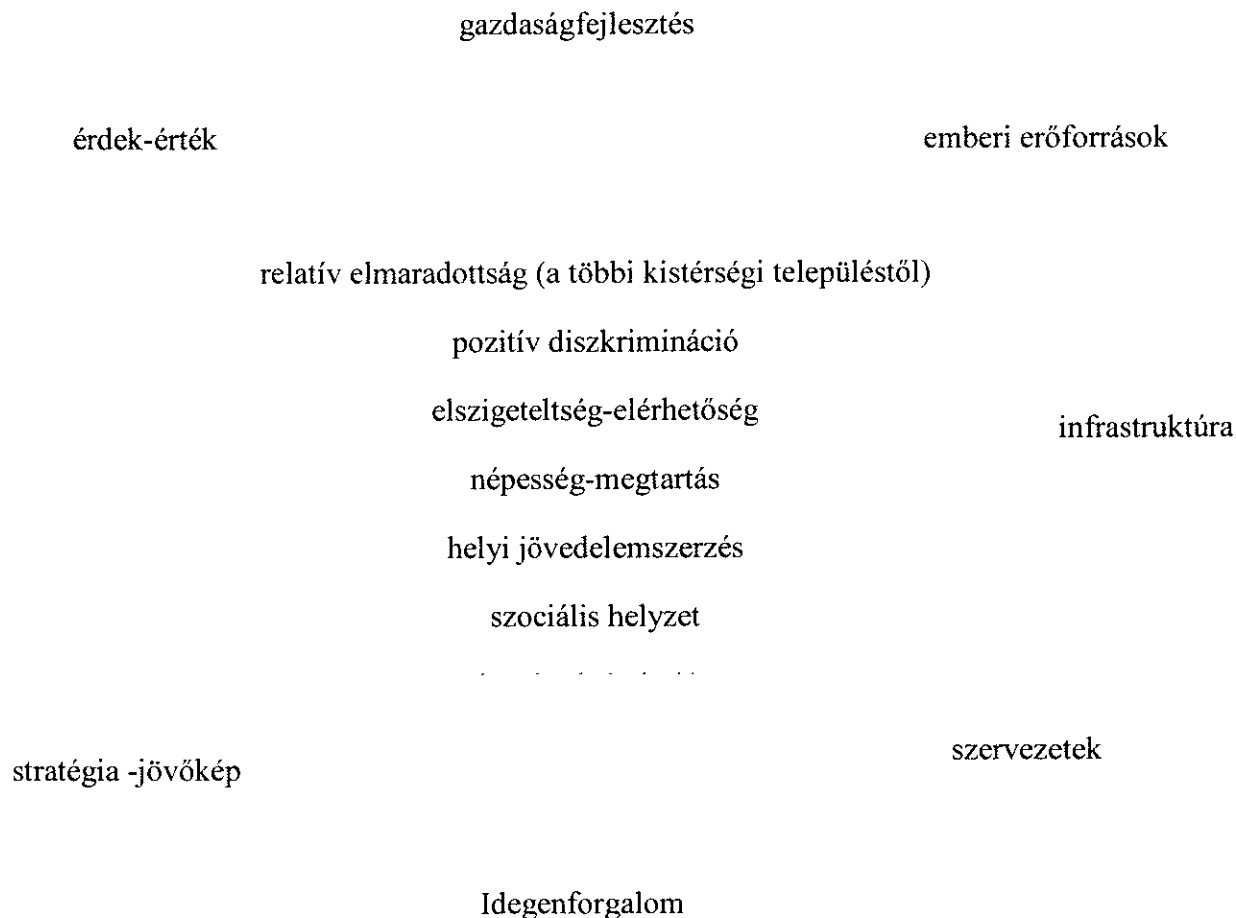 gazdaságfejlesztés
érdek-érték
emberi erőforrások
relatív elmaradottság (a többi kistérségi településtől)
pozitív diszkrimináció
elszigeteltség-elérhetőség
infrastruktúra
népesség-megtartás
helyi jövedelemszerzés
szociális helyzet
szervezetek
stratégia -jövőkép
Idegenforgalom